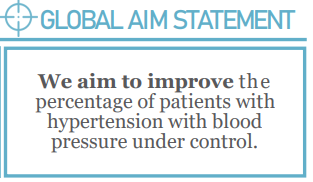 GLOBAL AIM STATEMENT
We aim to improve the
percentage of patients with
hypertension with blood
pressure under control.